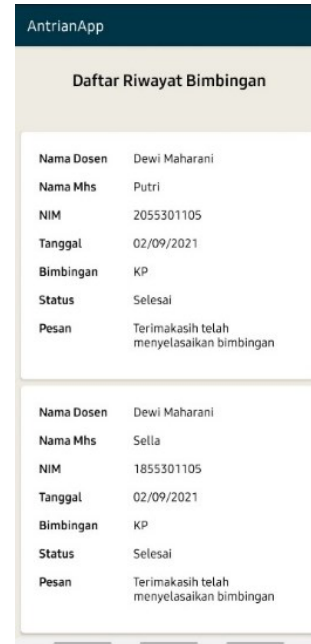 AntrianApp
Daftar Riwayat Bimbingan
Nama Dosen Dewi Maharani
Nama Mhs Putri
NIM 2055301105
Tanggal 02/09/2021
Bimbingan KP
Status Selesai
Pesan Terimakasih telah
menyelasaikan bimbingan
Nama Dosen Dewi Maharani
Nama Mhs Sella
NIM 1855301105
Tanggal 02/09/2021
Bimbingan KP
Status Selesai
Pesan Terimakasih telah
menyelasaikan bimbingan